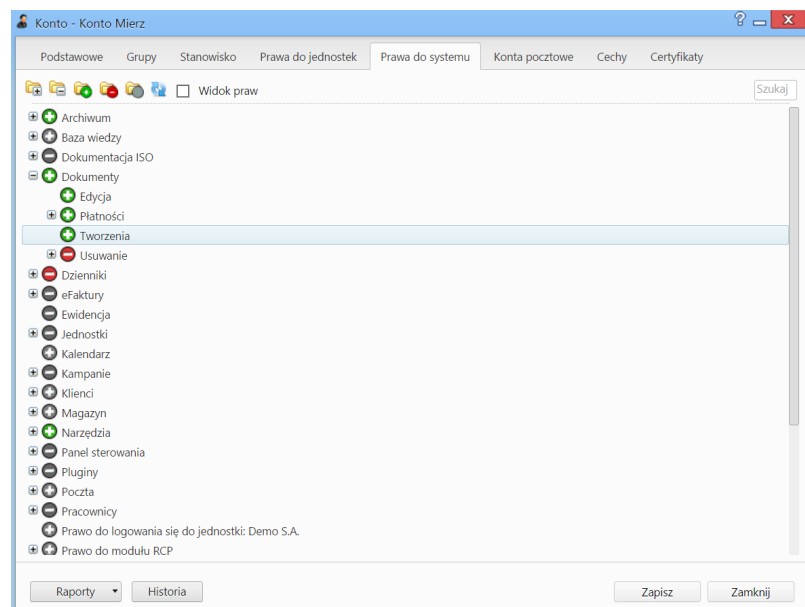 Konto - Konto Mierz
Podstawowe Grupy Stanowisko Prawa do jednostek Prawa do systemu Konta pocztowe Cechy Certyfikaty
Widok praw Szukaj
Archiwum
Baza wiedzy
Dokumentacja ISO
Dokumenty
Edycja
Płatności
Tworzenia
Usuwanie
Dzienniki
eFaktury
Ewidencja
Jednostki
Kalendarz
Kampanie
Klienci
Magazyn
Narzędzia
Panel sterowania
Pluginy
Poczta
Pracownicy
Prawo do logowania się do jednostki: Demo S.A.
Prawo do modułu RCP
Raporty Historia Zapisz Zamknij